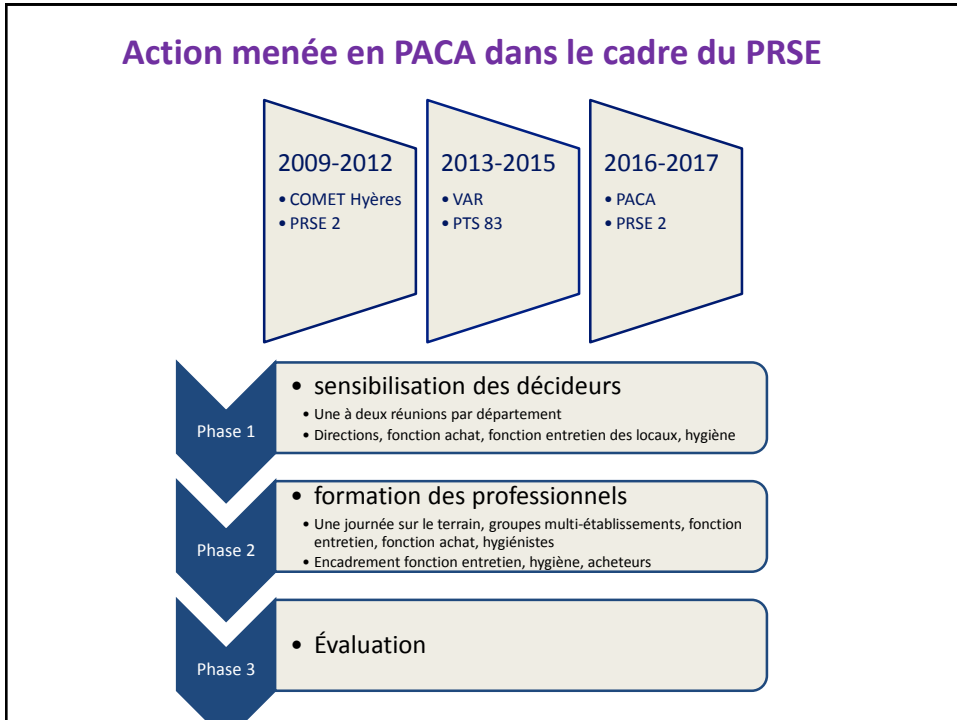 Action menée en PACA dans le cadre du PRSE
2009-2012
• COMET Hyères
• PRSE 2
2013-2015
• VAR
• PTS 83
2016-2017
• PACA
• PRSE 2
Phase 1
• sensibilisation des décideurs
• Une à deux réunions par département
• Directions, fonction achat, fonction entretien des locaux, hygiène
Phase 2
• formation des professionnels
• Une journée sur le terrain, groupes multi-établissements, fonction
entretien, fonction achat, hygiénistes
• Encadrement fonction entretien, hygiène, acheteurs
Phase 3
• Évaluation